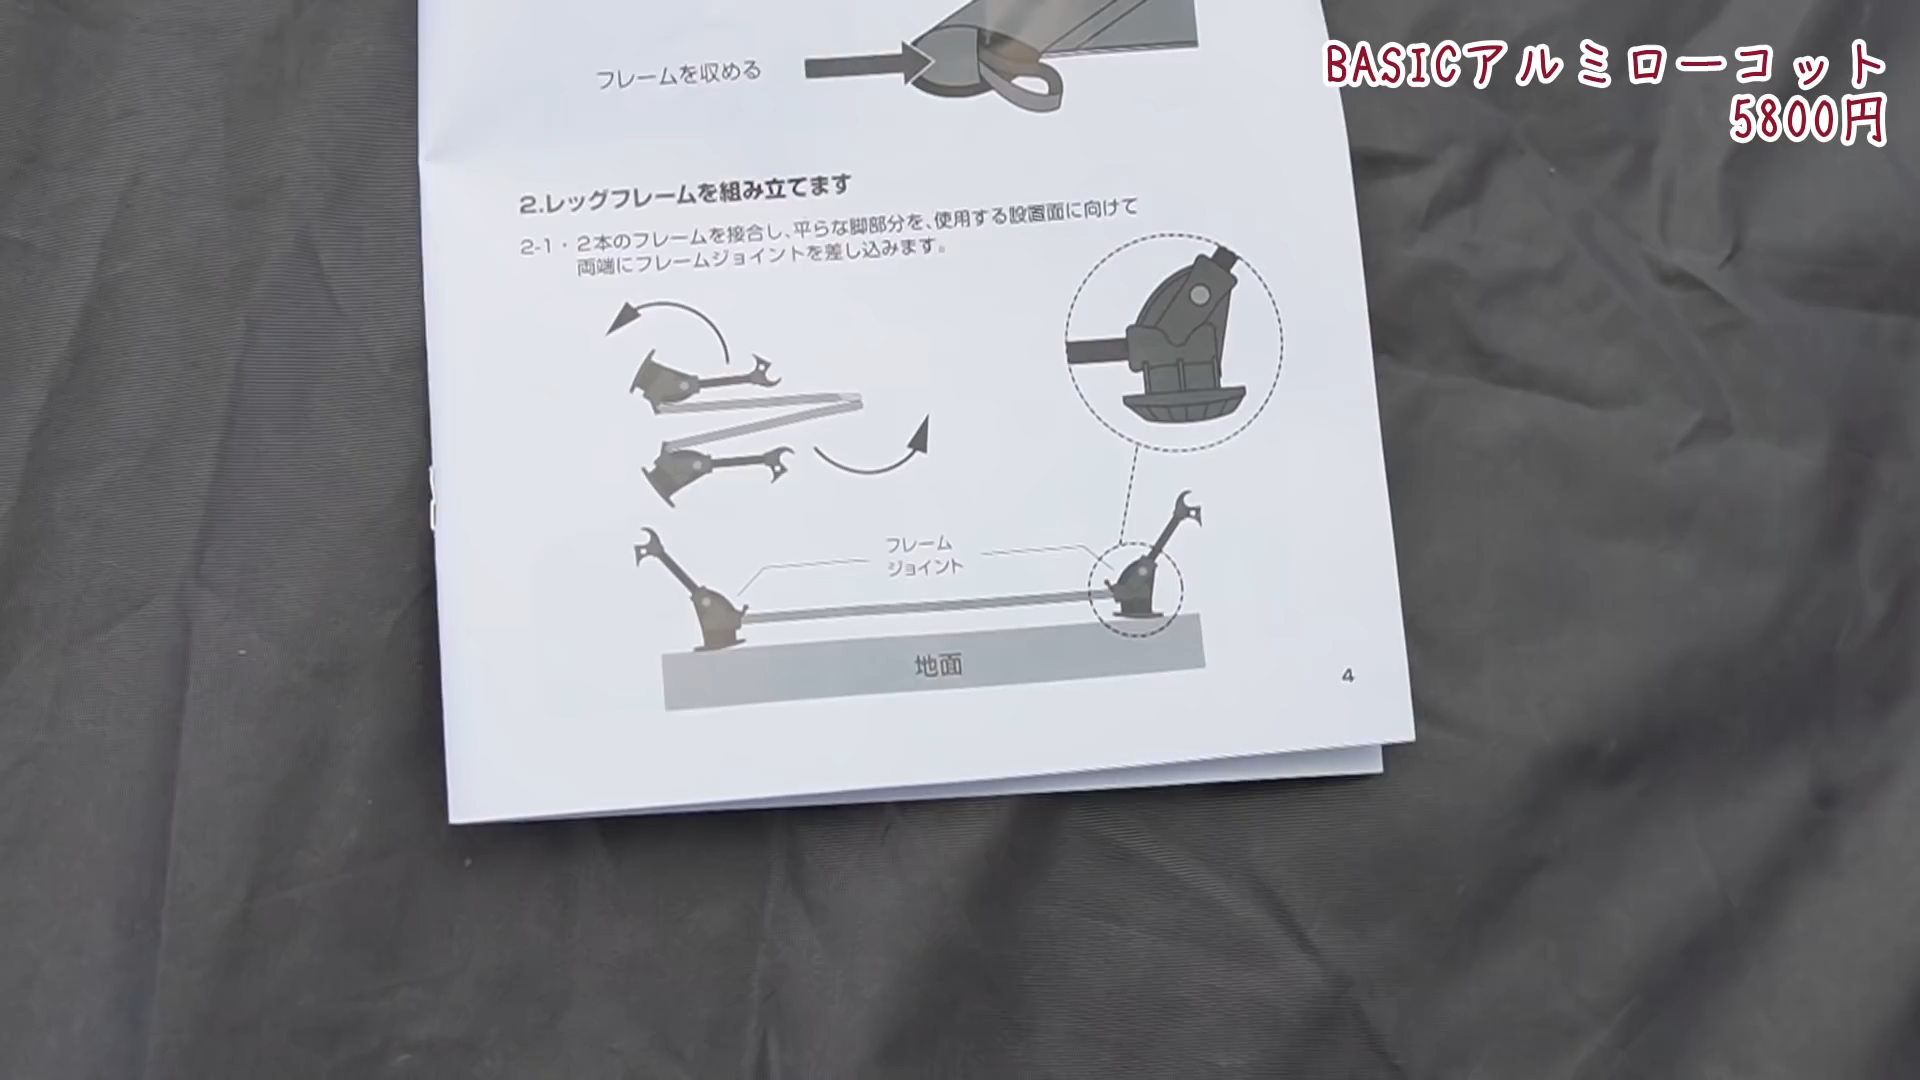 BASICアルミローコット
5800円
フレームを収める
2.レッグフレームを組み立てます
2-1・2本のフレームを接合し、平らな脚部分を、使用する設置面に向けて
両端にフレームジョイントを差し込みます。
フレーム
ジョイント
地面
4